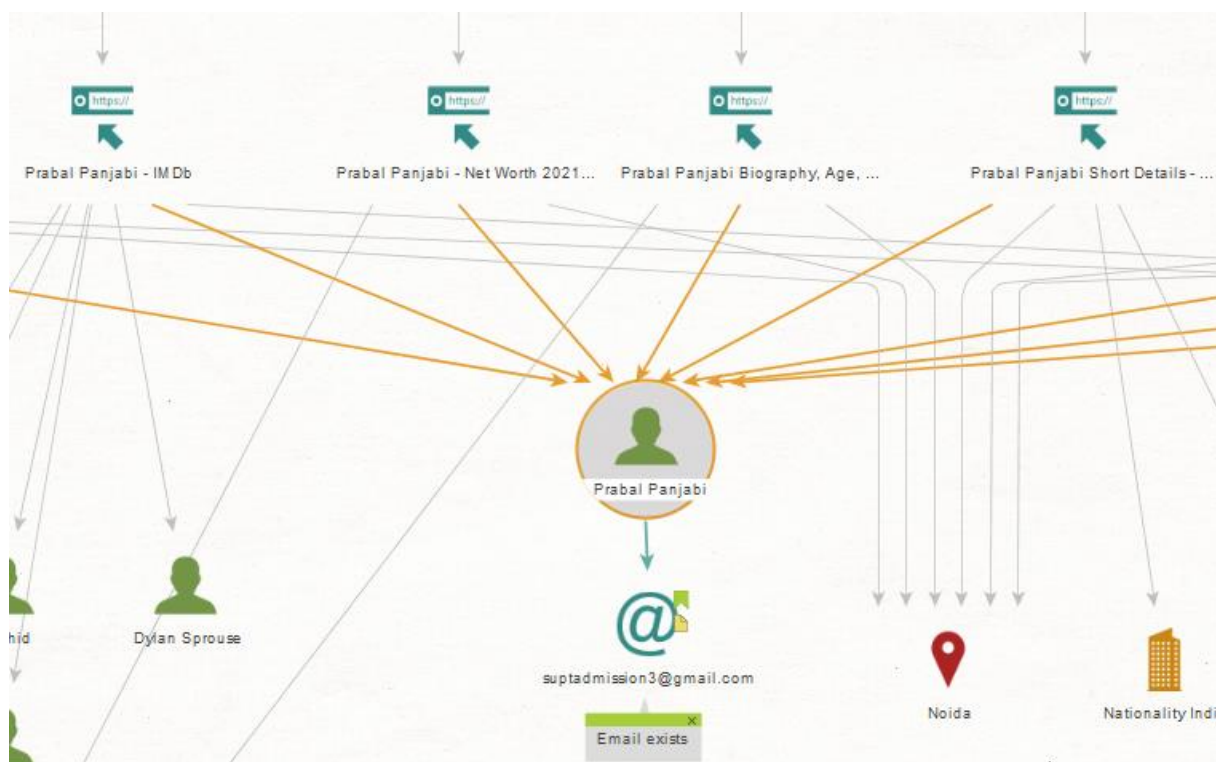 https://
https://
https://
https://
Prabal Panjabi - IMDb
Prabal Panjabi - Net Worth 2021...
Prabal Panjabi Biography, Age, ...
Prabal Panjabi Short Details - ...
Prabal Panjabi
hid
Dylan Sprouse
@
suptadmission3@gmail.com
Noida
Nationality Indi
Email exists